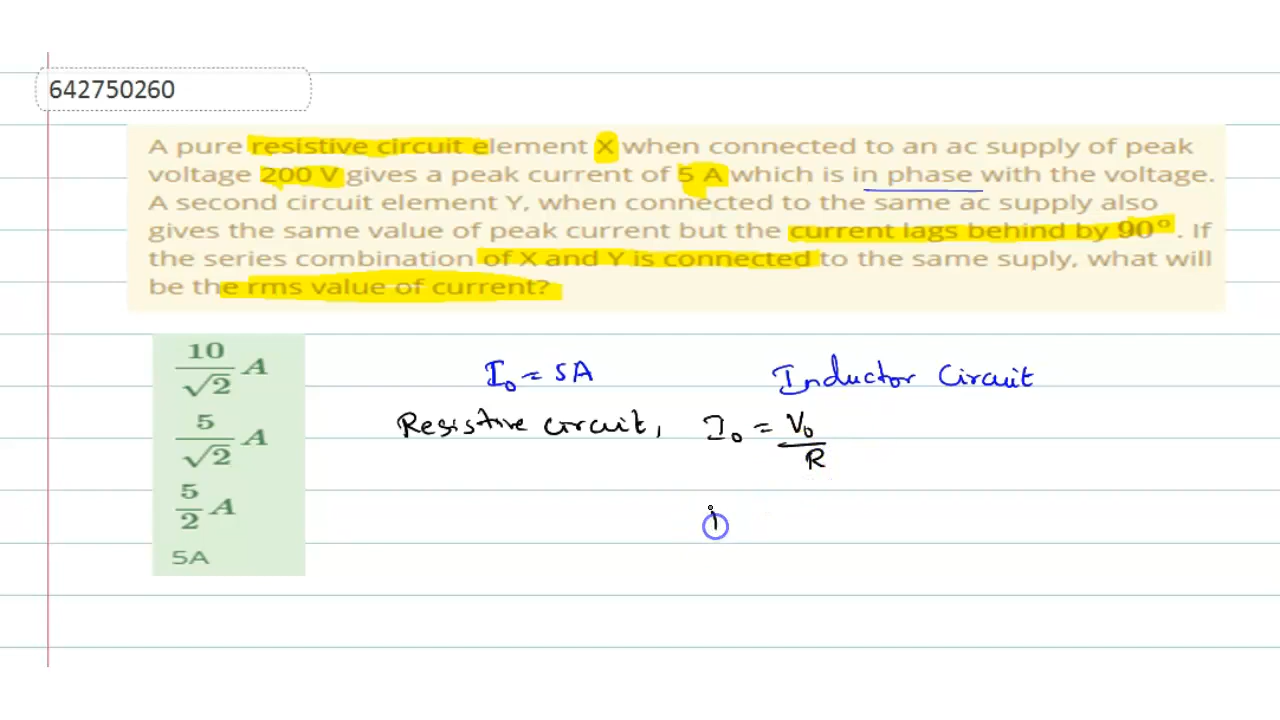 642750260
A pure resistive circuit element X when connected to an ac supply of peak
voltage 200 V gives a peak current of 5 A which is in phase with the voltage.
A second circuit element Y, when connected to the same ac supply also
gives the same value of peak current but the current lags behind by 90°. If
the series combination of X and Y is connected to the same suply, what will
be the rms value of current?
10/√2 A
5/√2 A
5/2 A
5A
I₀ = 5A
Inductor Circuit
Resistive circuit, I₀ = V₀/R
i